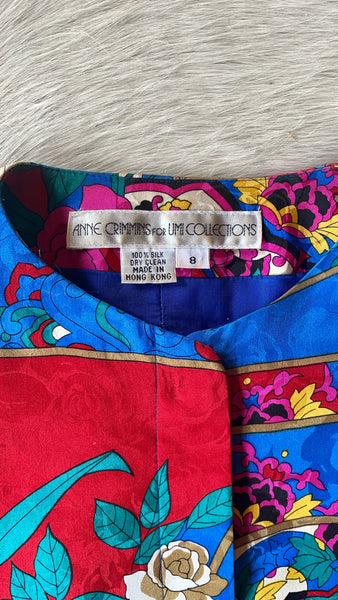 ANNE CRIMMINS FOR UMI COLLECTIONS
100% SILK
DRY CLEAN
MADE IN
HONG KONG
8